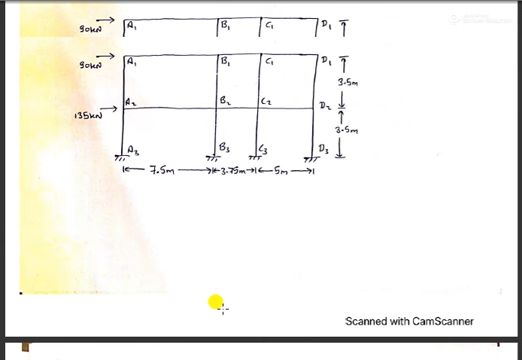 90kN A₁ B₁ C₁ D₁
90kN A₁ B₁ C₁ D₁
3.5m
135kN A₂ B₂ C₂ D₂
3.5m
A₃ B₃ C₃ D₃
7.5m 3.75m 5m
Scanned with CamScanner